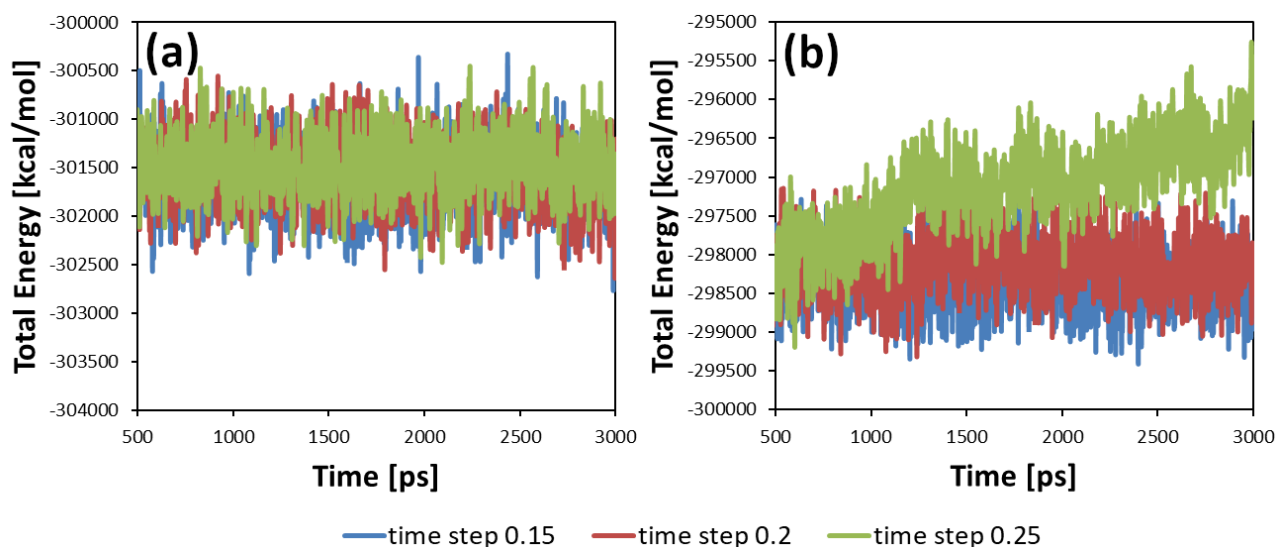 (a)
Total Energy [kcal/mol]
-300000
-300500
-301000
-301500
-302000
-302500
-303000
-303500
-304000
500 1000 1500 2000 2500 3000
Time [ps]
(b)
Total Energy [kcal/mol]
-295000
-295500
-296000
-296500
-297000
-297500
-298000
-298500
-299000
-299500
-300000
500 1000 1500 2000 2500 3000
Time [ps]
time step 0.15 time step 0.2 time step 0.25